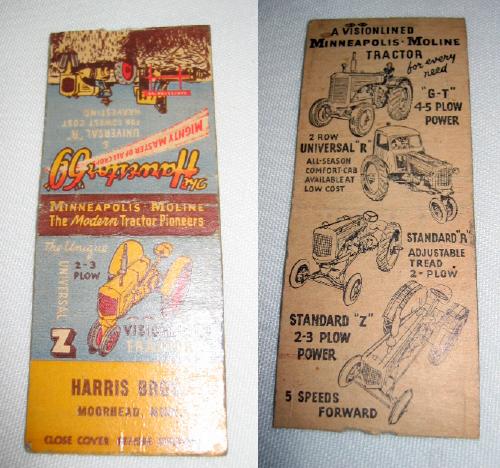 The Harvestor 69
MIGHTY MASTER OF ALL CROPS
& UNIVERSAL "R"
FOR LOWEST COST
HARVESTING
MINNEAPOLIS-MOLINE
The Modern Tractor Pioneers
The Unique
UNIVERSAL
2-3
PLOW
Z
HARRIS BROS.
MOORHEAD, MINN.
CLOSE COVER BEFORE
A VISIONLINED
MINNEAPOLIS-MOLINE
TRACTOR
for every
need
"G-T"
4-5 PLOW
POWER
2 ROW
UNIVERSAL "R"
ALL-SEASON
COMFORT-CAB
AVAILABLE AT
LOW COST
STANDARD "R"
ADJUSTABLE
TREAD
2-PLOW
STANDARD "Z"
2-3 PLOW
POWER
5 SPEEDS
FORWARD